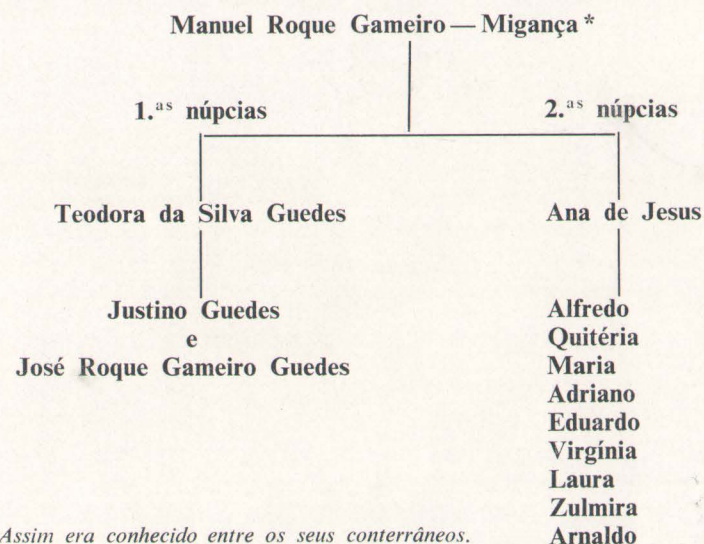 Manuel Roque Gameiro — Migança *
1.as núpcias
2.as núpcias
Teodora da Silva Guedes
Ana de Jesus
Justino Guedes
e
José Roque Gameiro Guedes
Alfredo
Quitéria
Maria
Adriano
Eduardo
Virgínia
Laura
Zulmira
Arnaldo
Assim era conhecido entre os seus conterrâneos.